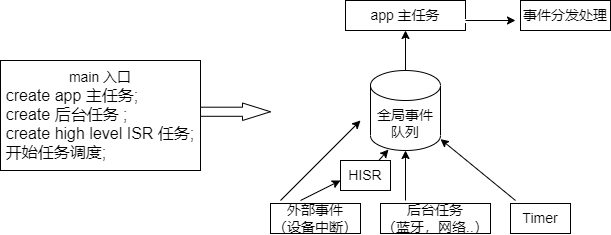 main 入口
create app 主任务;
create 后台任务 ;
create high level ISR 任务;
开始任务调度;
app 主任务
事件分发处理
全局事件
队列
HISR
外部事件
（设备中断）
后台任务
（蓝牙，网络..）
Timer